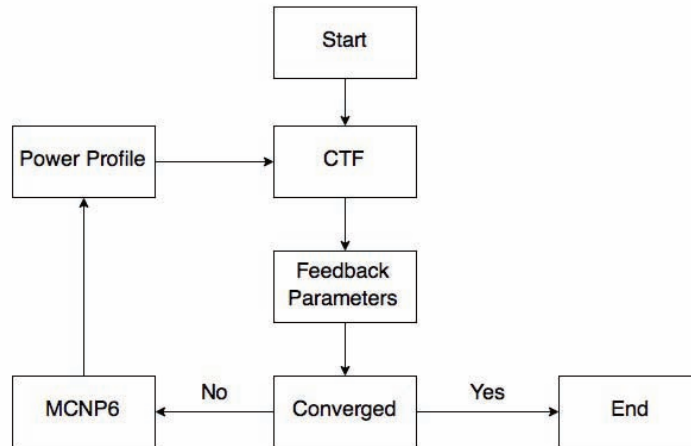 Start
Power Profile
CTF
Feedback
Parameters
No
Yes
MCNP6
Converged
End